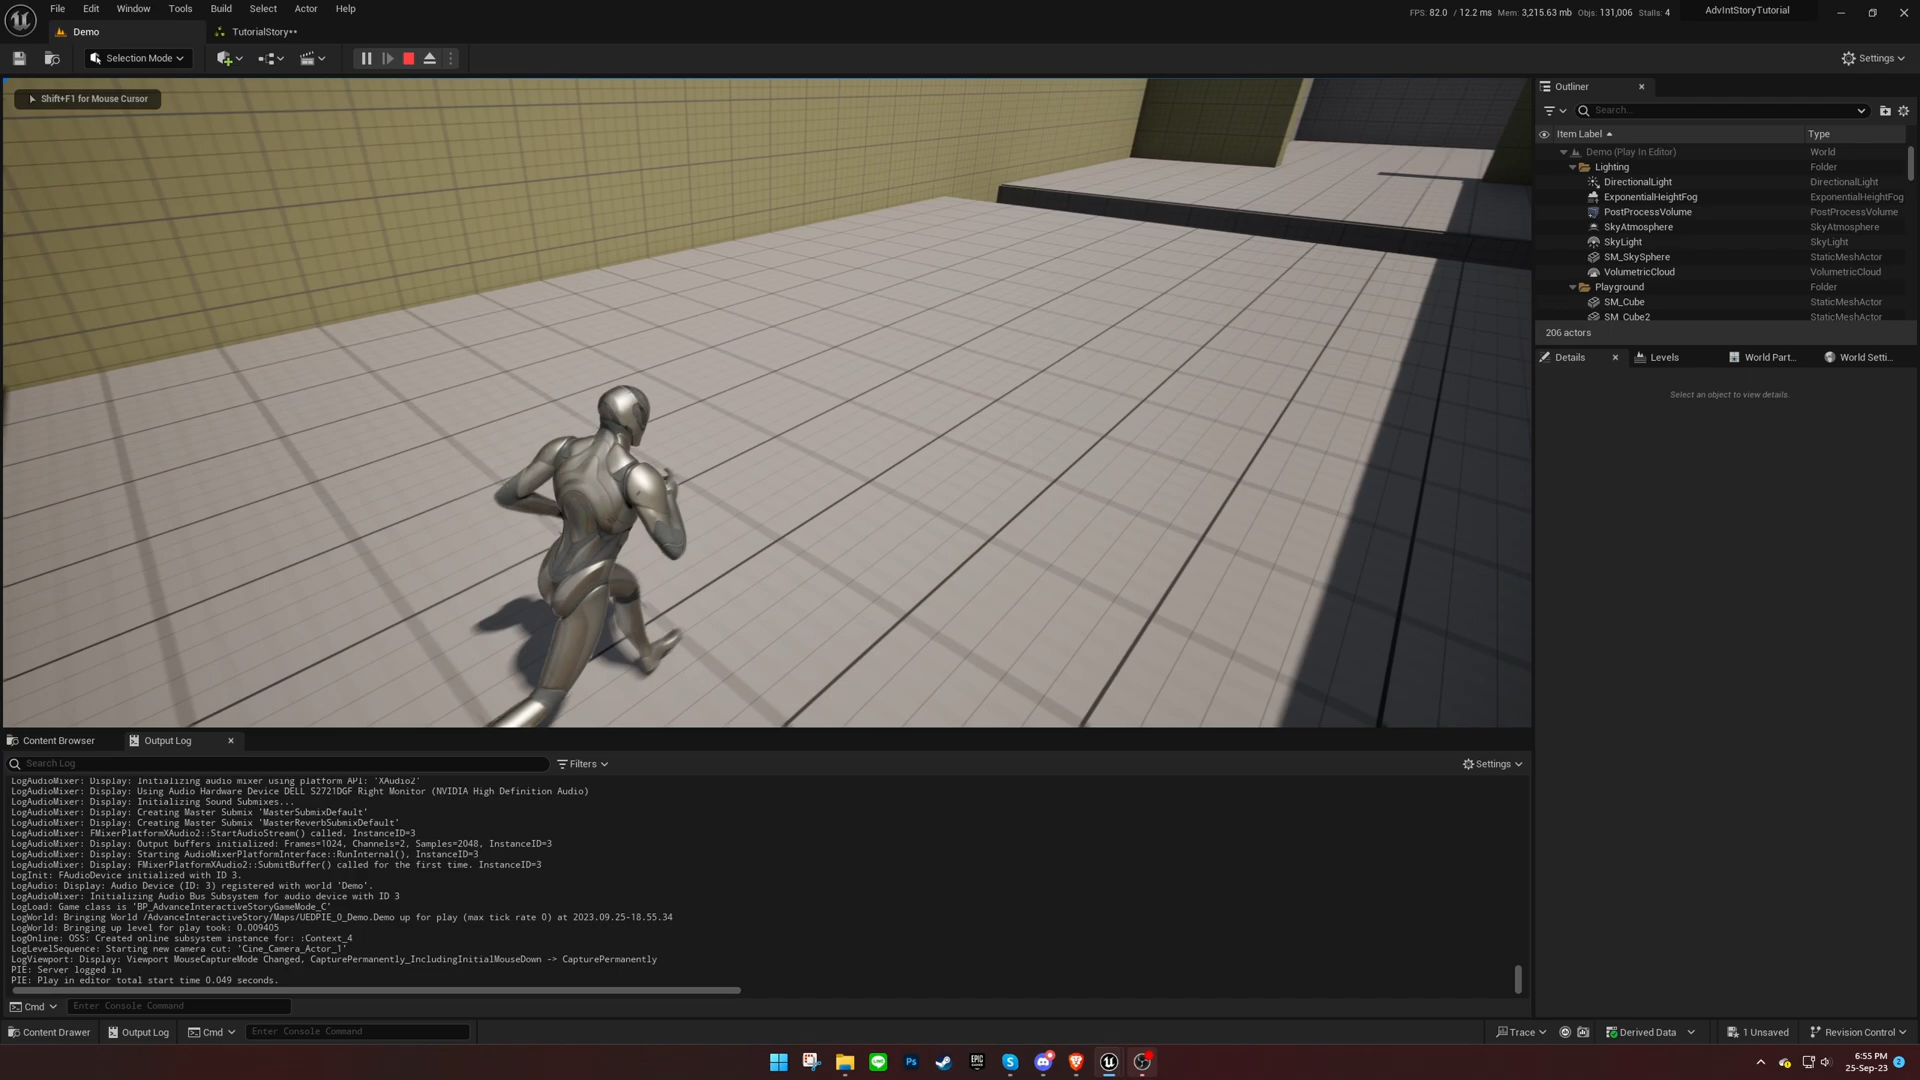 File Edit Window Tools Build Select Actor Help
FPS: 82.0 / 12.2 ms Mem: 3,215.63 mb Objs: 131,006 Stalls: 4 AdvIntStoryTutorial
Demo TutorialStory**
Selection Mode Settings
Shift+F1 for Mouse Cursor
Outliner
Search...
Item Label Type
Demo (Play In Editor) World
Lighting Folder
DirectionalLight DirectionalLight
ExponentialHeightFog ExponentialHeightFog
PostProcessVolume PostProcessVolume
SkyAtmosphere SkyAtmosphere
SkyLight SkyLight
SM_SkySphere StaticMeshActor
VolumetricCloud VolumetricCloud
Playground Folder
SM_Cube StaticMeshActor
SM_Cube2 StaticMeshActor
206 actors
Details Levels World Part... World Setti...
Select an object to view details.
Content Browser Output Log
Search Log Filters Settings
LogAudioMixer: Display: Initializing audio mixer using platform API: 'XAudio2'
LogAudioMixer: Display: Using Audio Hardware Device DELL S2721DGF Right Monitor (NVIDIA High Definition Audio)
LogAudioMixer: Display: Initializing Sound Submixes...
LogAudioMixer: Display: Creating Master Submix 'MasterSubmixDefault'
LogAudioMixer: Display: Creating Master Submix 'MasterReverbSubmixDefault'
LogAudioMixer: FMixerPlatformXAudio2::StartAudioStream() called. InstanceID=3
LogAudioMixer: Display: Output buffers initialized: Frames=1024, Channels=2, Samples=2048, InstanceID=3
LogAudioMixer: Display: Starting AudioMixerPlatformInterface::RunInternal(), InstanceID=3
LogAudioMixer: Display: FMixerPlatformXAudio2::SubmitBuffer() called for the first time. InstanceID=3
LogInit: FAudioDevice initialized with ID 3.
LogAudio: Display: Audio Device (ID: 3) registered with world 'Demo'.
LogAudioMixer: Initializing Audio Bus Subsystem for audio device with ID 3
LogLoad: Game class is 'BP_AdvanceInteractiveStoryGameMode_C'
LogWorld: Bringing World /AdvanceInteractiveStory/Maps/UEDPIE_0_Demo.Demo up for play (max tick rate 0) at 2023.09.25-18.55.34
LogWorld: Bringing up level for play took: 0.009405
LogOnline: OSS: Created online subsystem instance for: :Context_4
LogLevelSequence: Starting new camera cut: 'Cine_Camera_Actor_1'
LogViewport: Display: Viewport MouseCaptureMode Changed, CapturePermanently_IncludingInitialMouseDown -> CapturePermanently
PIE: Server logged in
PIE: Play in editor total start time 0.049 seconds.
Cmd Enter Console Command
Content Drawer Output Log Cmd Enter Console Command Trace Derived Data 1 Unsaved Revision Control
6:55 PM
25-Sep-23
2